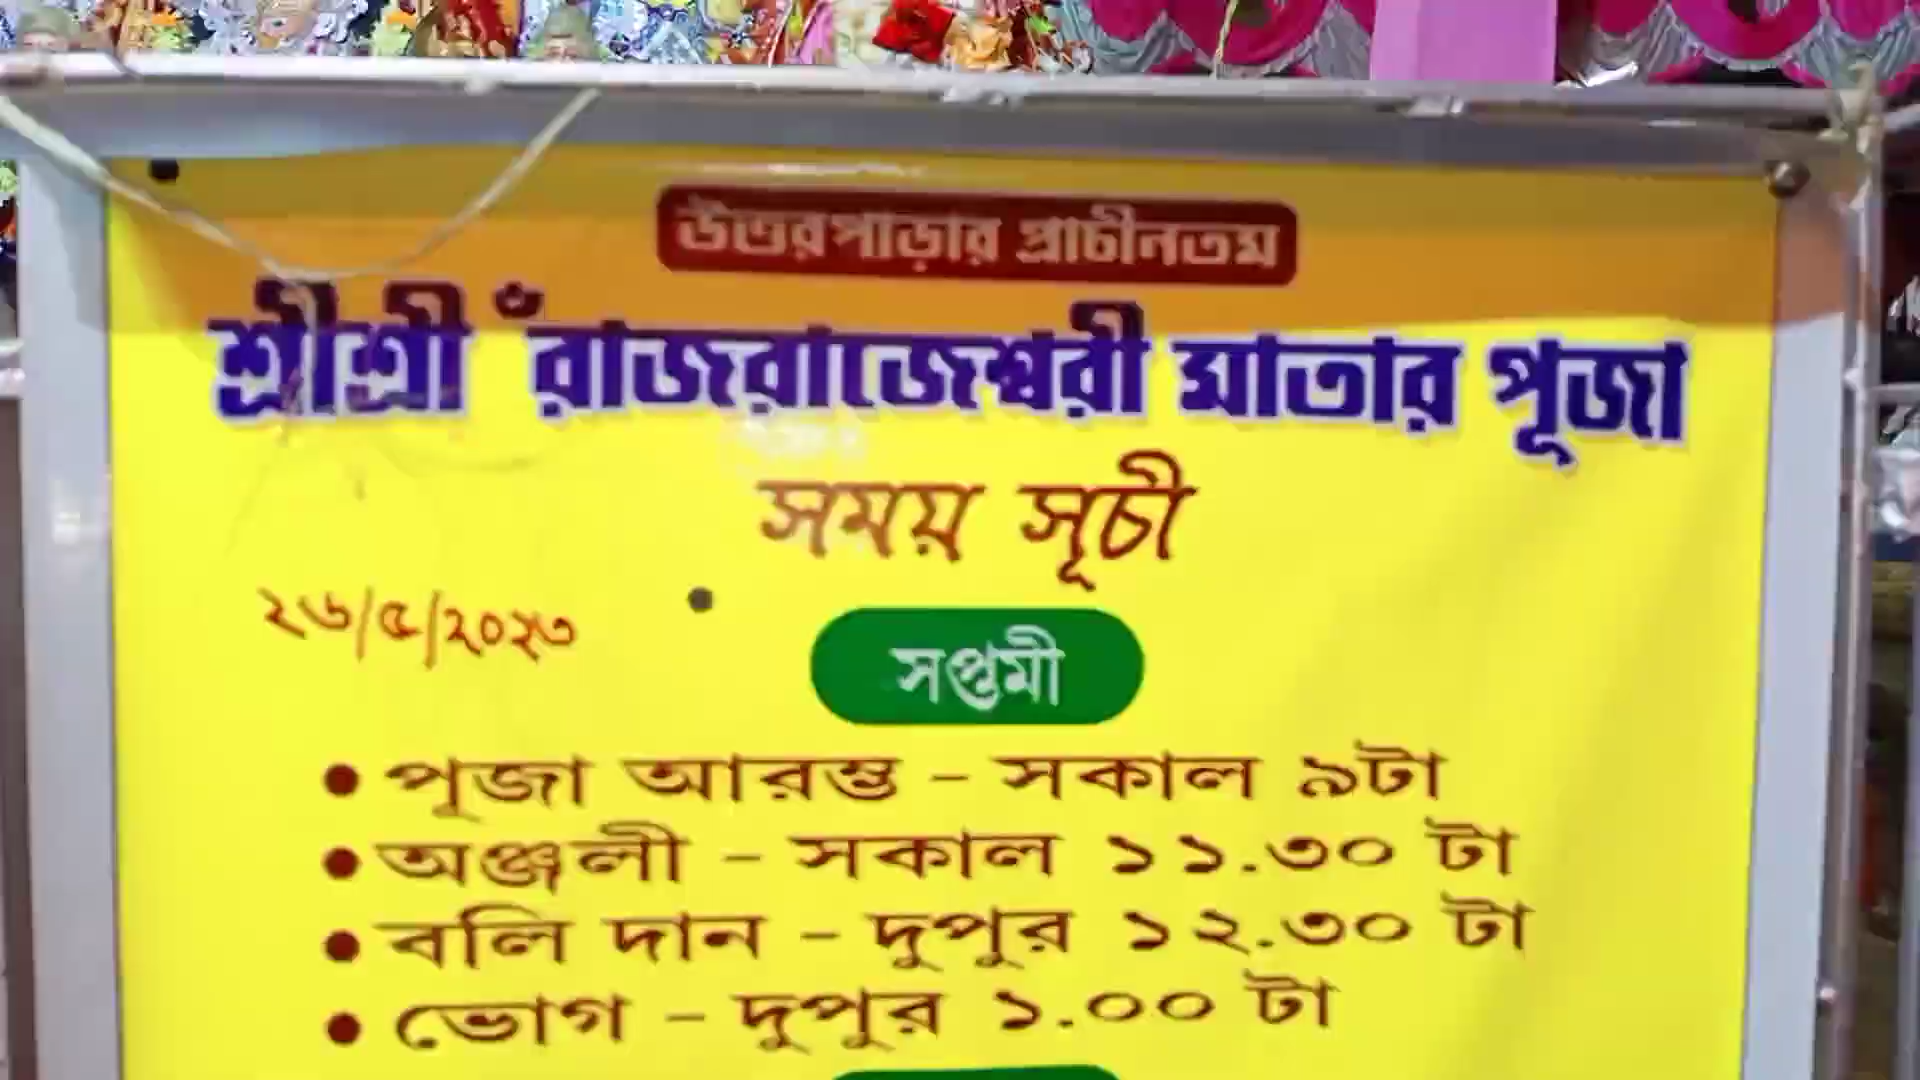 উত্তরপাড়ার প্রাচীনতম
শ্রীশ্রী ঁরাজরাজেশ্বরী মাতার পূজা
সময় সূচী
২৬/৫/২০২৩
সপ্তমী
• পূজা আরম্ভ - সকাল ৯টা
• অঞ্জলী - সকাল ১১.৩০ টা
• বলি দান - দুপুর ১২.৩০ টা
• ভোগ - দুপুর ১.০০ টা